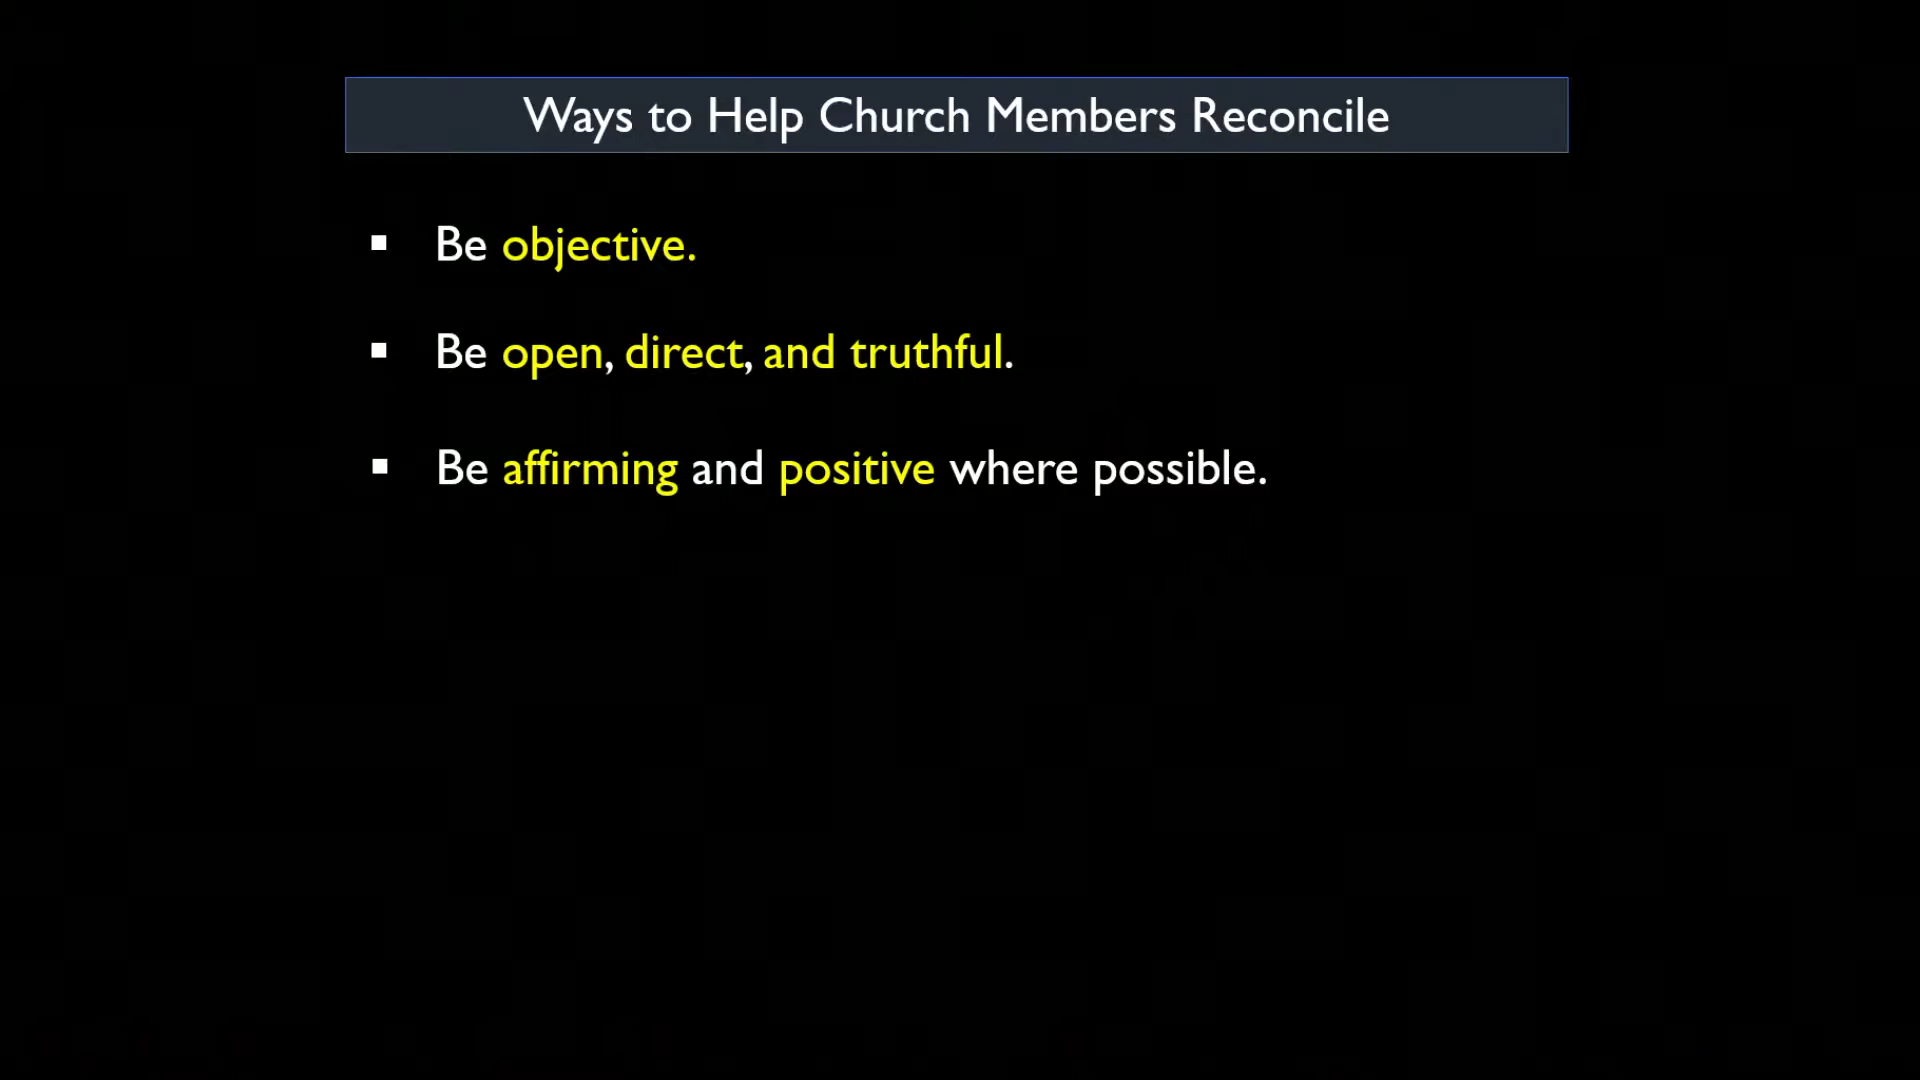 Ways to Help Church Members Reconcile
▪ Be objective.
▪ Be open, direct, and truthful.
▪ Be affirming and positive where possible.